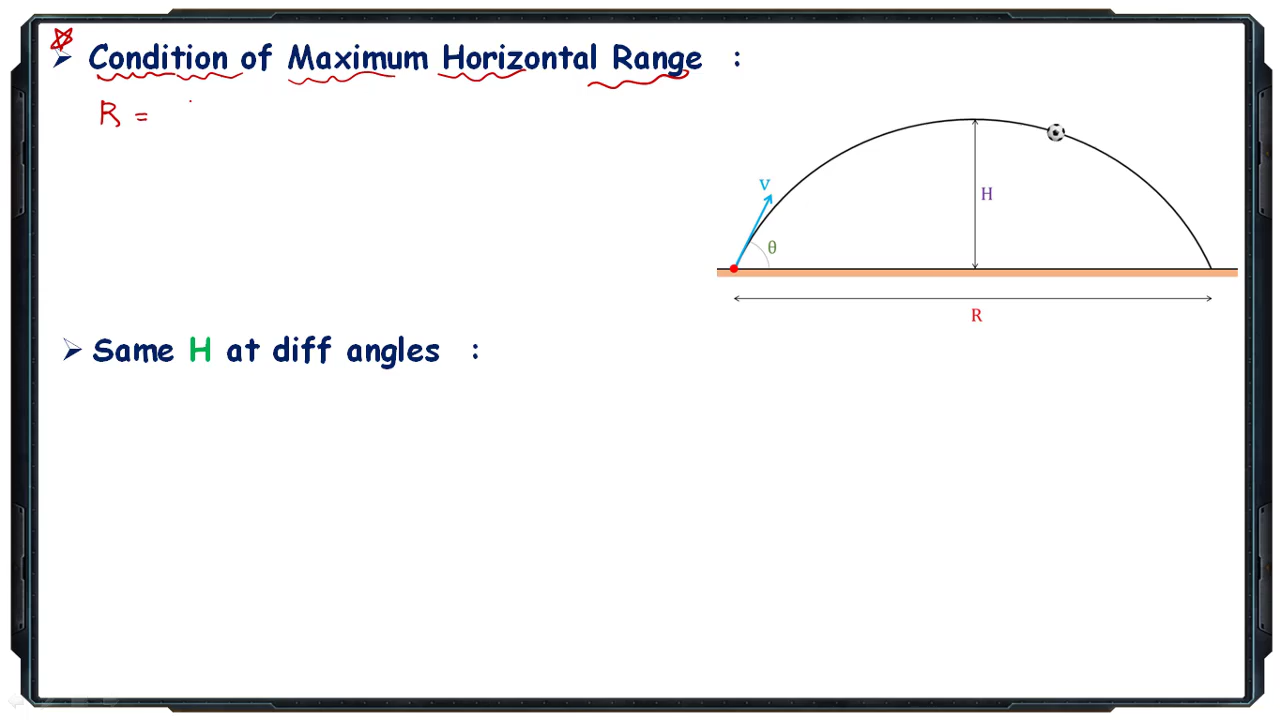 Condition of Maximum Horizontal Range :
R =
v
H
θ
R
Same H at diff angles :